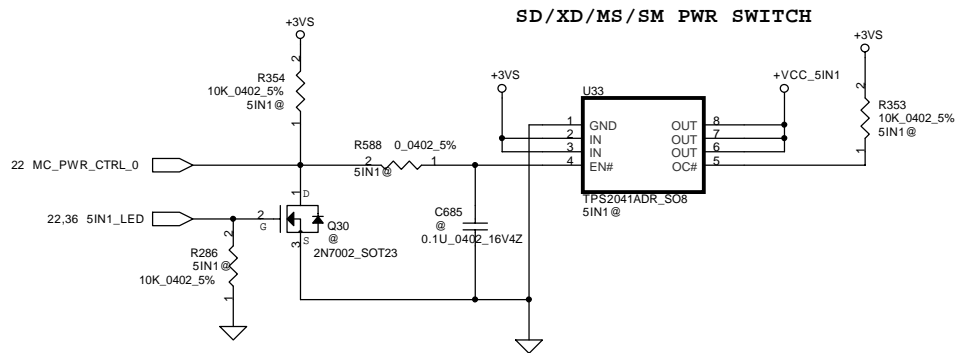 SD/XD/MS/SM PWR SWITCH
+3VS
2
R354
10K_0402_5%
5IN1@
1
+3VS
U33
1 GND
2 IN
3 IN
4 EN#
OUT 8
OUT 7
OUT 6
OC# 5
TPS2041ADR_SO8
5IN1@
+VCC_5IN1
+3VS
2
R353
10K_0402_5%
5IN1@
1
22 MC_PWR_CTRL_0
R588 0_0402_5%
2 1
5IN1@
22,36 5IN1_LED
1 D
2
G
3 S
Q30
@
2N7002_SOT23
C685
@
0.1U_0402_16V4Z
2
R286
5IN1@
10K_0402_5%
1